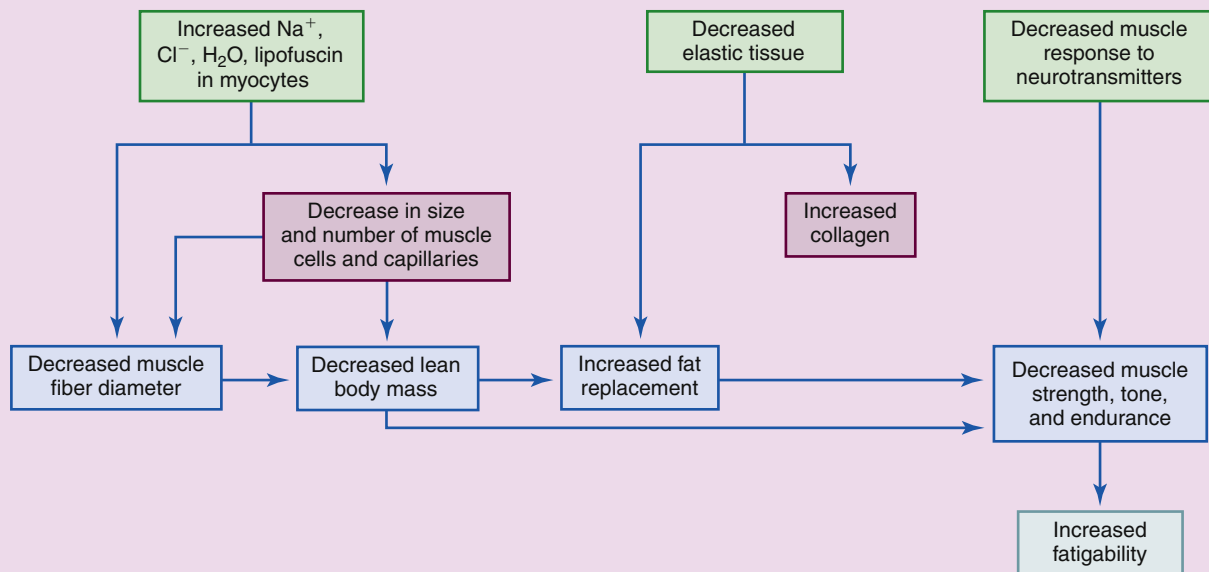 Increased Na⁺,
Cl⁻, H₂O, lipofuscin
in myocytes
Decreased
elastic tissue
Decreased muscle
response to
neurotransmitters
Decrease in size
and number of muscle
cells and capillaries
Increased
collagen
Decreased muscle
fiber diameter
Decreased lean
body mass
Increased fat
replacement
Decreased muscle
strength, tone,
and endurance
Increased
fatigability